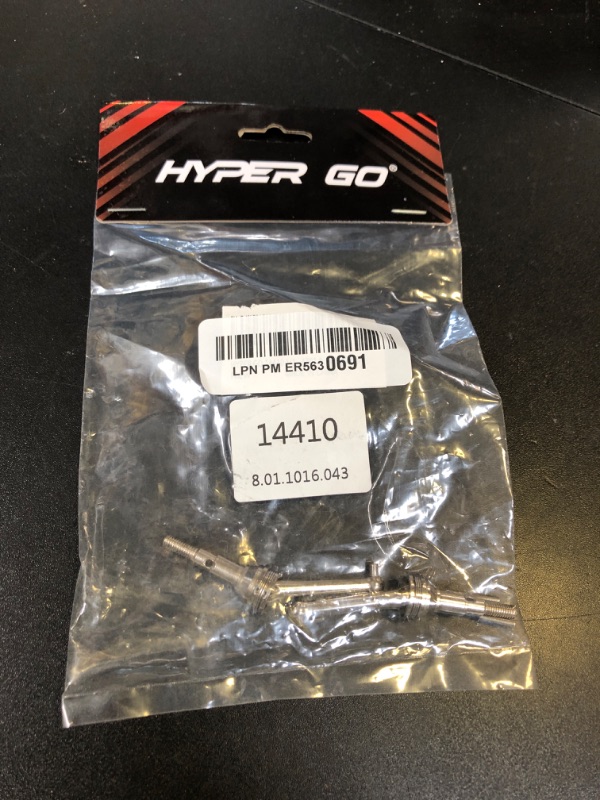 HYPER GO®
LPN PM ER5630691
14410
8.01.1016.043